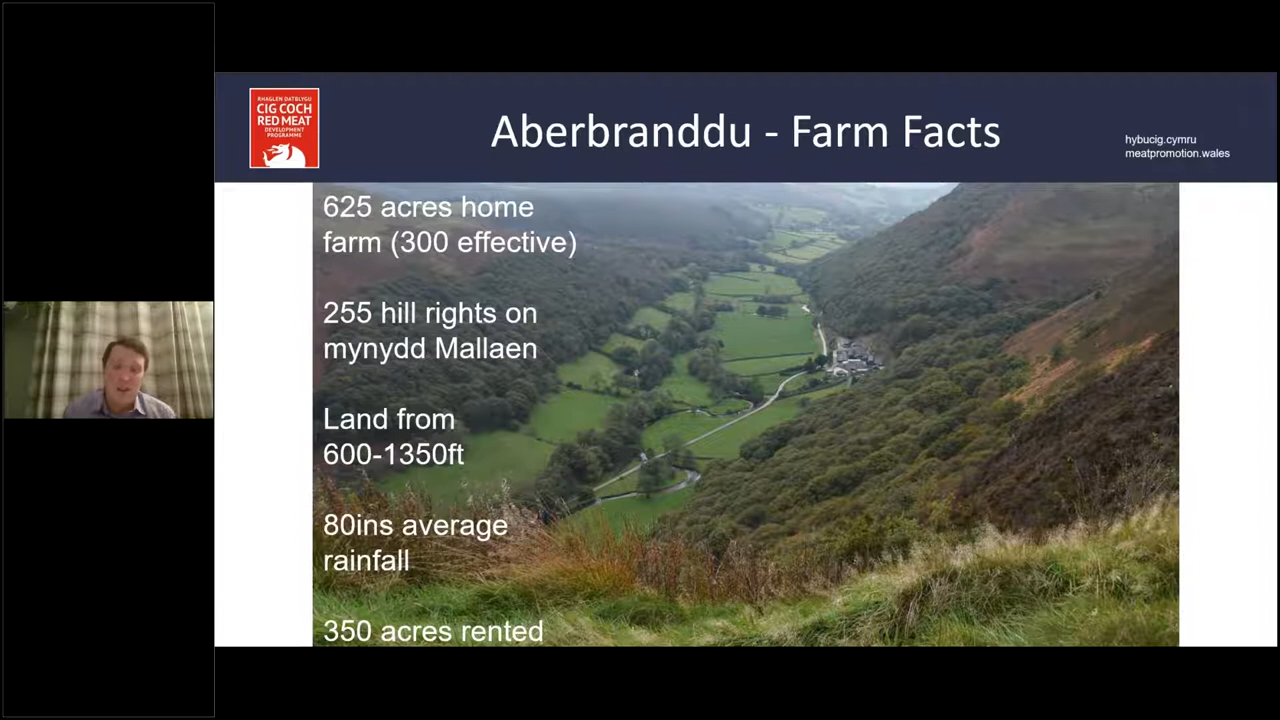 RHAGLEN DATBLYGU
CIG COCH
RED MEAT
DEVELOPMENT
PROGRAMME
Aberbranddu - Farm Facts
hybucig.cymru
meatpromotion.wales
625 acres home
farm (300 effective)
255 hill rights on
mynydd Mallaen
Land from
600-1350ft
80ins average
rainfall
350 acres rented